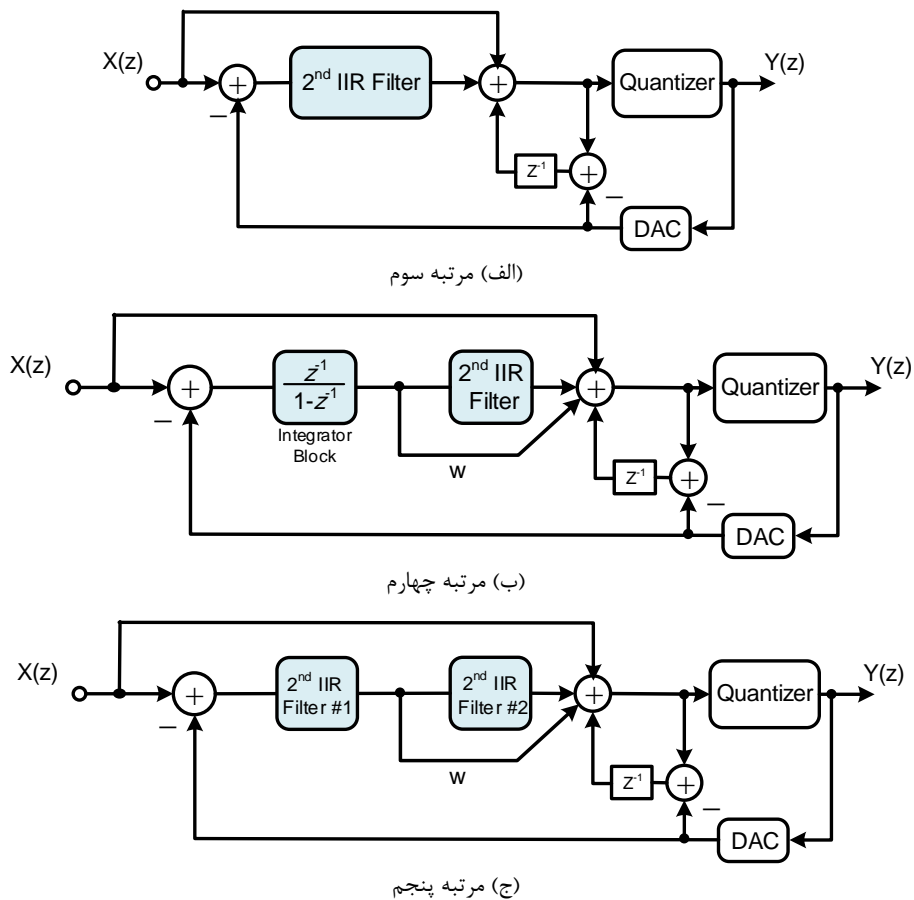 X(z)
2nd IIR Filter
Quantizer
Y(z)
+
+
−
z-1
+
−
DAC
(الف) مرتبه سوم
X(z)
z-1
1-z-1
Integrator
Block
2nd IIR
Filter
w
Quantizer
Y(z)
+
+
−
z-1
+
−
DAC
(ب) مرتبه چهارم
X(z)
2nd IIR
Filter #1
2nd IIR
Filter #2
w
Quantizer
Y(z)
+
+
−
z-1
+
−
DAC
(ج) مرتبه پنجم